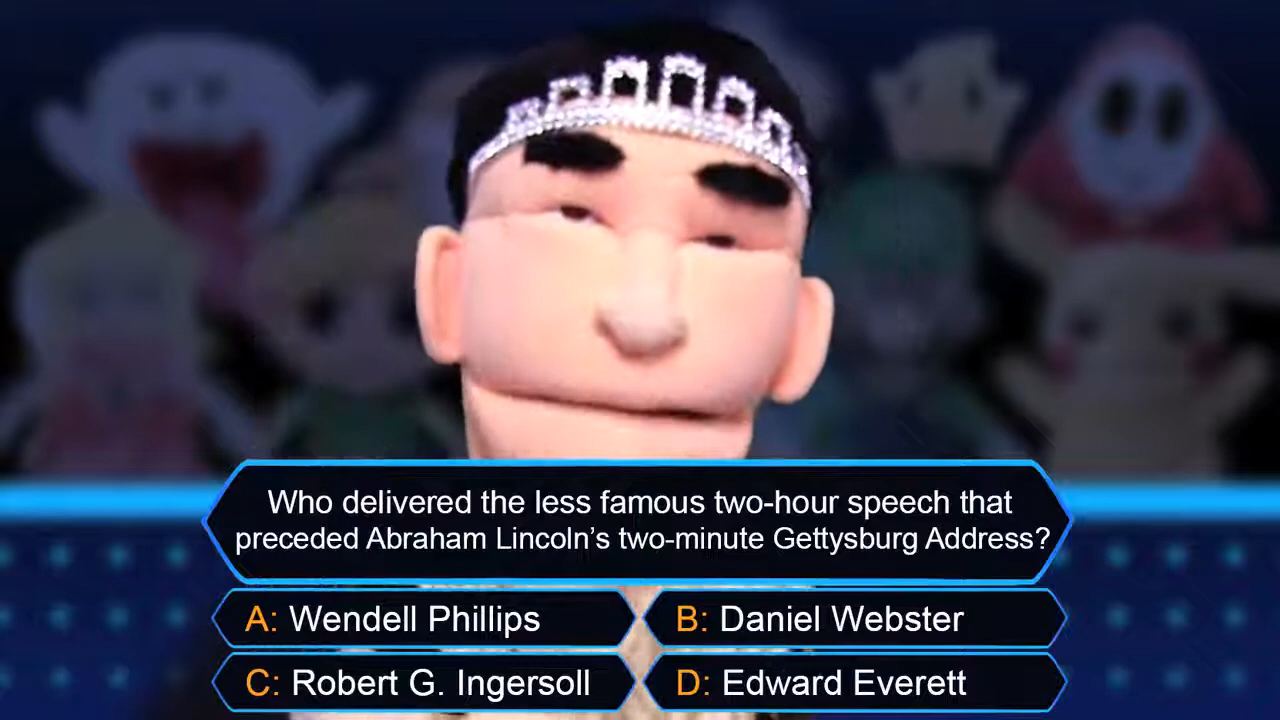 Who delivered the less famous two-hour speech that
preceded Abraham Lincoln’s two-minute Gettysburg Address?
A: Wendell Phillips
B: Daniel Webster
C: Robert G. Ingersoll
D: Edward Everett